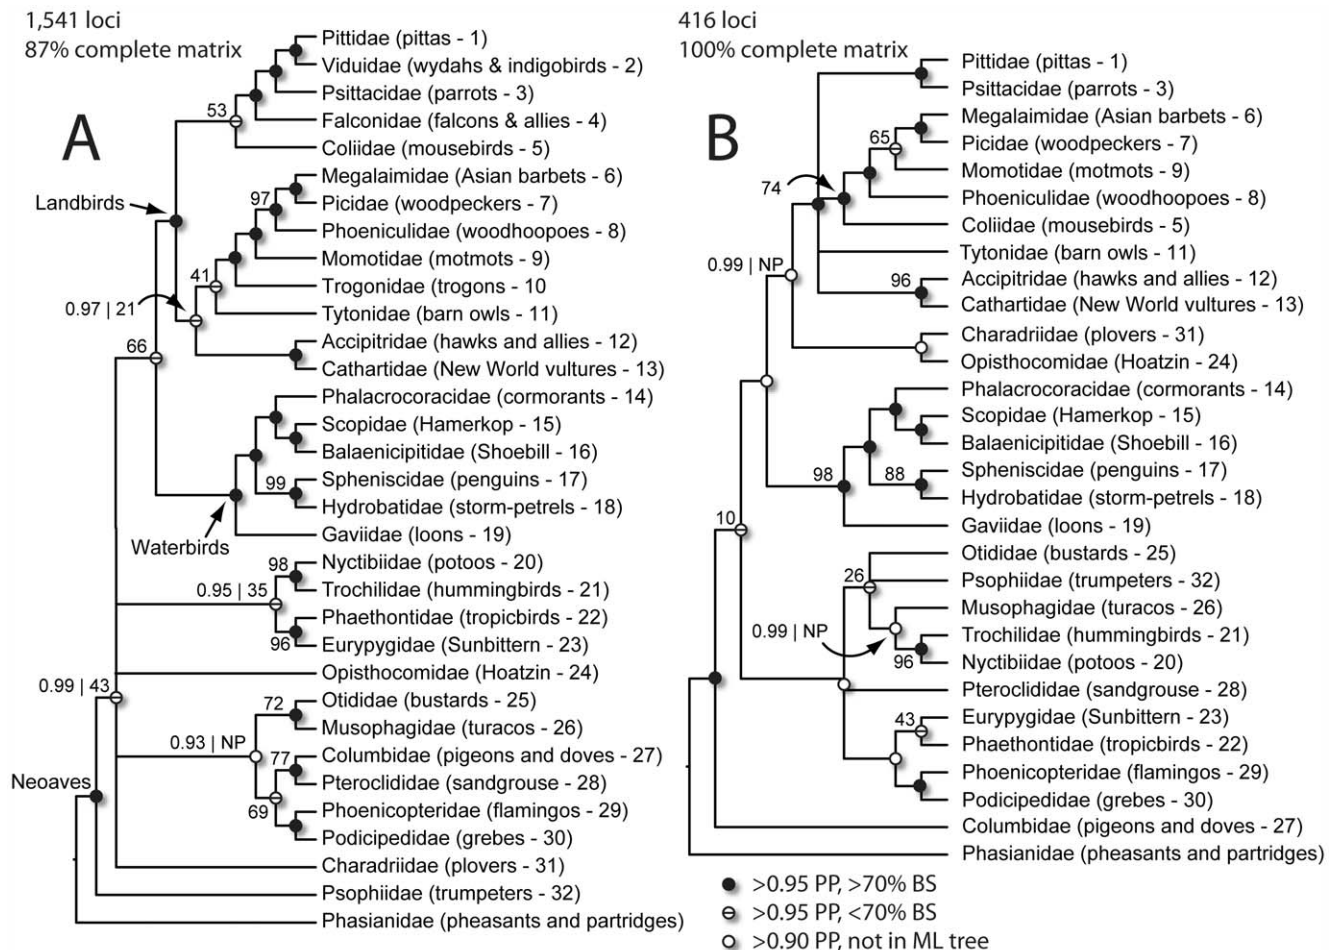 1,541 loci
87% complete matrix
A
Pittidae (pittas - 1)
Viduidae (wydahs & indigobirds - 2)
Psittacidae (parrots - 3)
53
Falconidae (falcons & allies - 4)
Coliidae (mousebirds - 5)
Megalaimidae (Asian barbets - 6)
97
Picidae (woodpeckers - 7)
Landbirds
Phoeniculidae (woodhoopoes - 8)
Momotidae (motmots - 9)
41
Trogonidae (trogons - 10
0.97 | 21
Tytonidae (barn owls - 11)
Accipitridae (hawks and allies - 12)
66
Cathartidae (New World vultures - 13)
Phalacrocoracidae (cormorants - 14)
Scopidae (Hamerkop - 15)
Balaenicipitidae (Shoebill - 16)
99
Spheniscidae (penguins - 17)
Hydrobatidae (storm-petrels - 18)
Gaviidae (loons - 19)
Waterbirds
98
Nyctibiidae (potoos - 20)
0.95 | 35
Trochilidae (hummingbirds - 21)
Phaethontidae (tropicbirds - 22)
96
Eurypygidae (Sunbittern - 23)
Opisthocomidae (Hoatzin - 24)
0.99 | 43
72
Otididae (bustards - 25)
Musophagidae (turacos - 26)
0.93 | NP
77
Columbidae (pigeons and doves - 27)
Neoaves
Pteroclididae (sandgrouse - 28)
69
Phoenicopteridae (flamingos - 29)
Podicipedidae (grebes - 30)
Charadriidae (plovers - 31)
Psophiidae (trumpeters - 32)
Phasianidae (pheasants and partridges)
416 loci
100% complete matrix
B
Pittidae (pittas - 1)
Psittacidae (parrots - 3)
Megalaimidae (Asian barbets - 6)
65
Picidae (woodpeckers - 7)
Momotidae (motmots - 9)
74
Phoeniculidae (woodhoopoes - 8)
Coliidae (mousebirds - 5)
Tytonidae (barn owls - 11)
0.99 | NP
96
Accipitridae (hawks and allies - 12)
Cathartidae (New World vultures - 13)
Charadriidae (plovers - 31)
Opisthocomidae (Hoatzin - 24)
Phalacrocoracidae (cormorants - 14)
Scopidae (Hamerkop - 15)
Balaenicipitidae (Shoebill - 16)
98
88
Spheniscidae (penguins - 17)
Hydrobatidae (storm-petrels - 18)
10
Gaviidae (loons - 19)
Otididae (bustards - 25)
26
Psophiidae (trumpeters - 32)
Musophagidae (turacos - 26)
0.99 | NP
Trochilidae (hummingbirds - 21)
96
Nyctibiidae (potoos - 20)
Pteroclididae (sandgrouse - 28)
43
Eurypygidae (Sunbittern - 23)
Phaethontidae (tropicbirds - 22)
Phoenicopteridae (flamingos - 29)
Podicipedidae (grebes - 30)
Columbidae (pigeons and doves - 27)
Phasianidae (pheasants and partridges)
>0.95 PP, >70% BS
>0.95 PP, <70% BS
>0.90 PP, not in ML tree